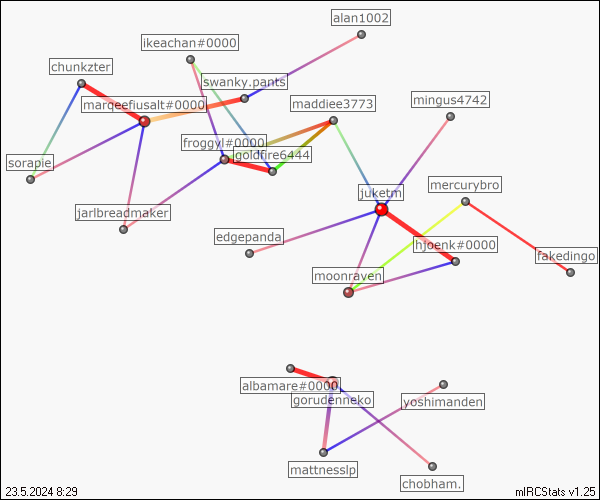 alan1002
ikeachan#0000
chunkzter
swanky.pants
marqeefiusalt#0000
maddiee3773
mingus4742
froggyl#0000
goldfire6444
sorapie
juketm
mercurybro
jarlbreadmaker
edgepanda
hjoenk#0000
fakedingo
moonraven
albamare#0000
gorudenneko
yoshimanden
mattnesslp
chobham.
23.5.2024 8:29
mIRCStats v1.25